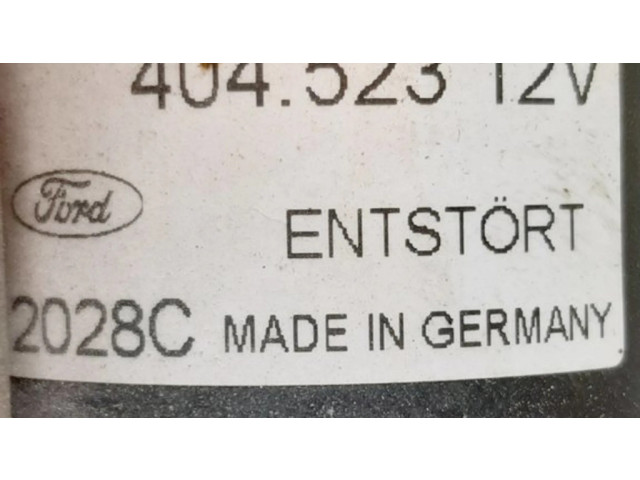 404.523 12V
Ford
ENTSTÖRT
2028C MADE IN GERMANY